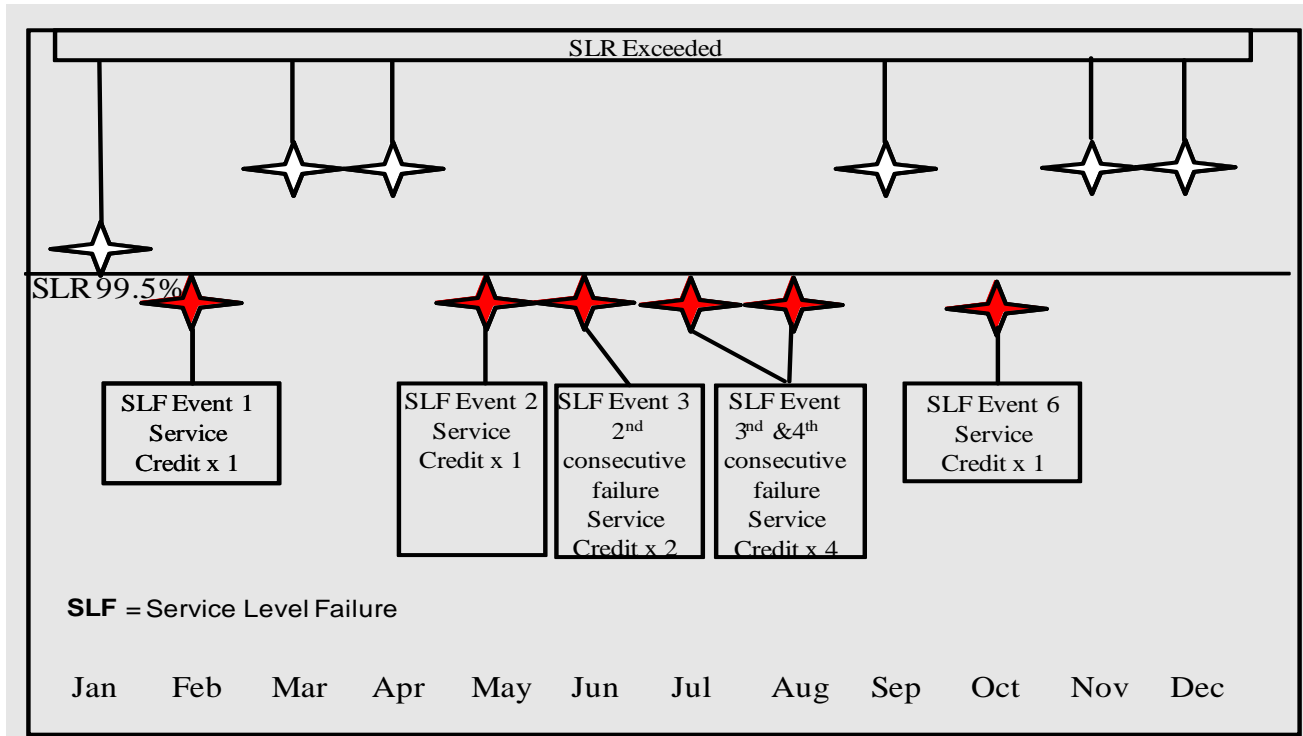 SLR Exceeded
SLR 99.5%
SLF Event 1
Service
Credit x 1
SLF Event 2
Service
Credit x 1
SLF Event 3
2nd
consecutive
failure
Service
Credit x 2
SLF Event
3nd &4th
consecutive
failure
Service
Credit x 4
SLF Event 6
Service
Credit x 1
SLF = Service Level Failure
Jan Feb Mar Apr May Jun Jul Aug Sep Oct Nov Dec